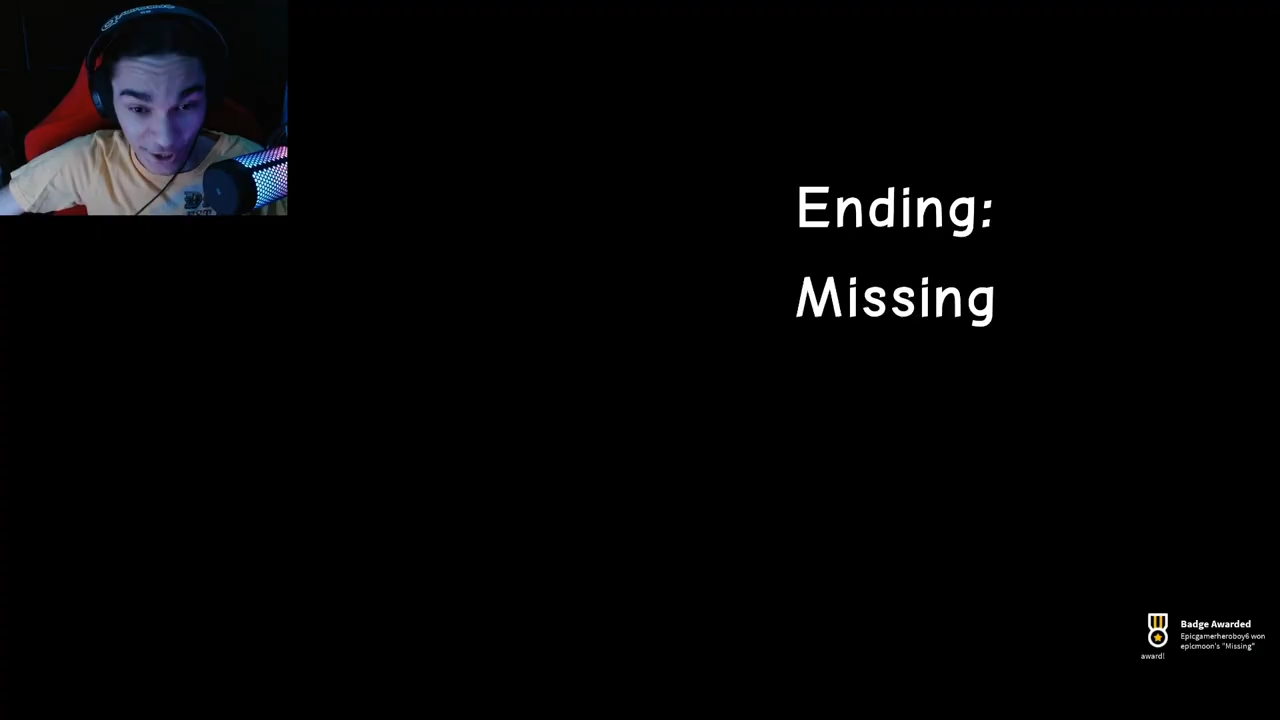 Ending:
Missing
Badge Awarded
Epicgamerheroboy6 won
epicmoon's "Missing"
award!